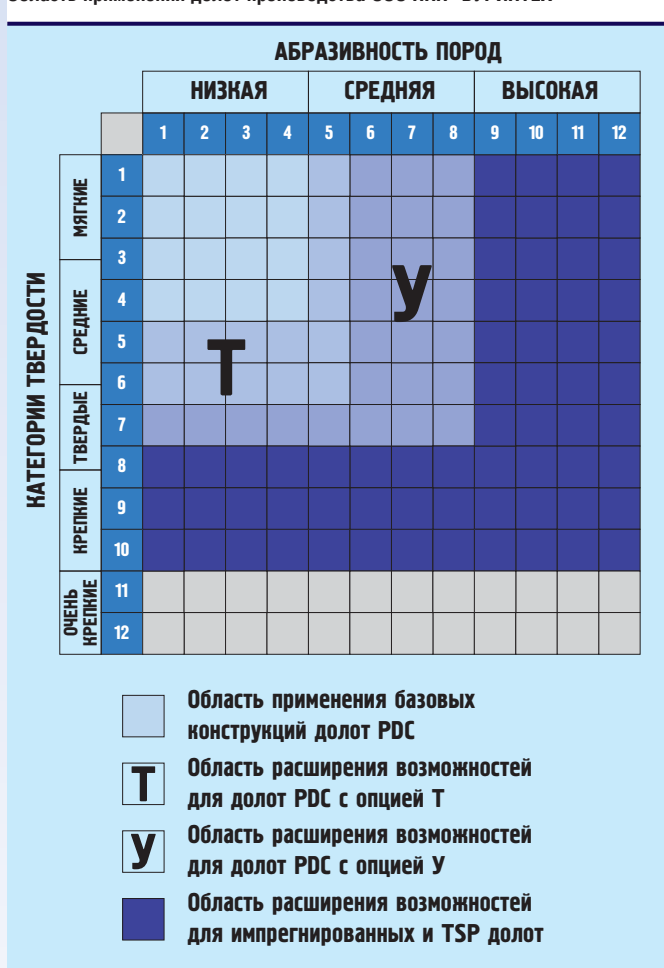 АБРАЗИВНОСТЬ ПОРОД
НИЗКАЯ СРЕДНЯЯ ВЫСОКАЯ
1 2 3 4 5 6 7 8 9 10 11 12
КАТЕГОРИИ ТВЕРДОСТИ
МЯГКИЕ
СРЕДНИЕ
ТВЕРДЫЕ
КРЕПКИЕ
ОЧЕНЬ
КРЕПКИЕ
1
2
3
4
5
6
7
8
9
10
11
12
У
Т
Область применения базовых
конструкций долот PDC
Т Область расширения возможностей
для долот PDC с опцией Т
У Область расширения возможностей
для долот PDC с опцией У
Область расширения возможностей
для импрегнированных и TSP долот